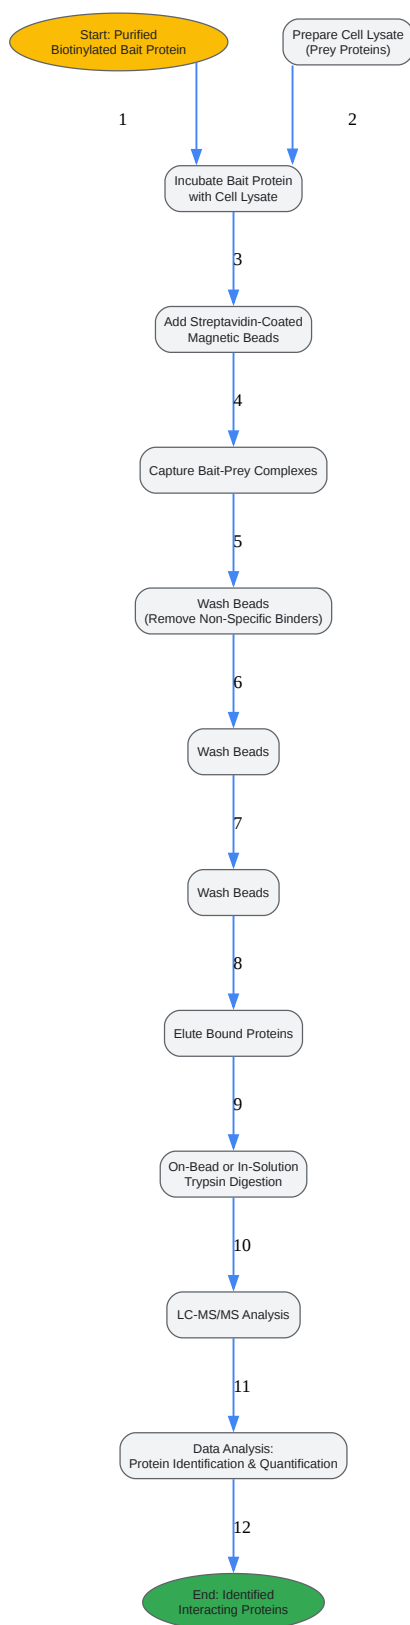 Start: Purified
Biotinylated Bait Protein
Prepare Cell Lysate
(Prey Proteins)
1
2
Incubate Bait Protein
with Cell Lysate
3
Add Streptavidin-Coated
Magnetic Beads
4
Capture Bait-Prey Complexes
5
Wash Beads
(Remove Non-Specific Binders)
6
Wash Beads
7
Wash Beads
8
Elute Bound Proteins
9
On-Bead or In-Solution
Trypsin Digestion
10
LC-MS/MS Analysis
11
Data Analysis:
Protein Identification & Quantification
12
End: Identified
Interacting Proteins